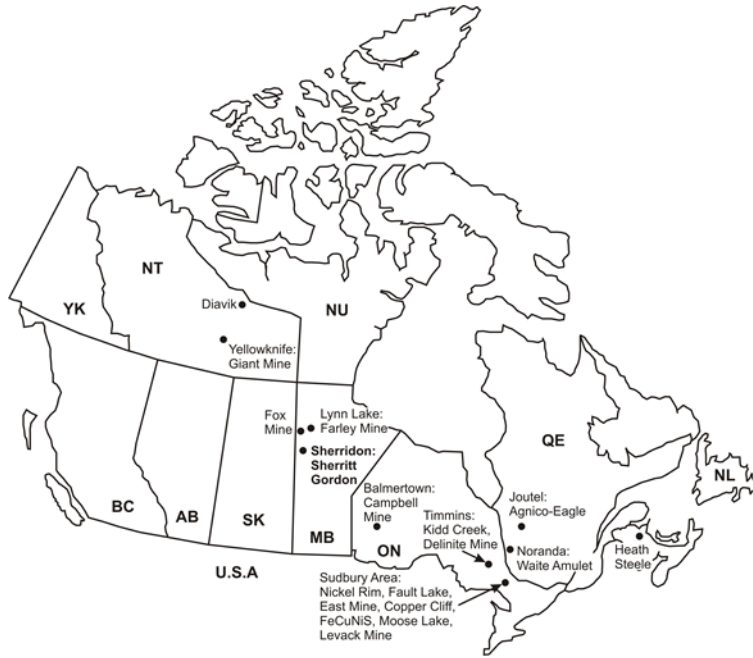 NT
Diavik
YK
NU
Yellowknife:
Giant Mine
Fox
Mine
Lynn Lake:
Farley Mine
Sherridon:
Sherritt
Gordon
QE
NL
BC
AB
SK
MB
Balmertown:
Campbell
Mine
ON
Timmins:
Kidd Creek,
Delinite Mine
Joutel:
Agnico-Eagle
Noranda:
Waite Amulet
Heath
Steele
U.S.A
Sudbury Area:
Nickel Rim, Fault Lake,
East Mine, Copper Cliff,
FeCuNiS, Moose Lake,
Levack Mine